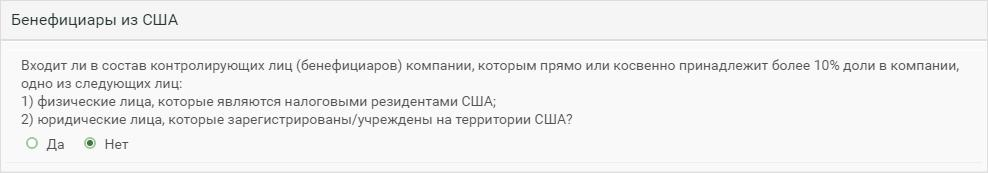 Бенефициары из США
Входит ли в состав контролирующих лиц (бенефициаров) компании, которым прямо или косвенно принадлежит более 10% доли в компании,
одно из следующих лиц:
1) физические лица, которые являются налоговыми резидентами США;
2) юридические лица, которые зарегистрированы/учреждены на территории США?
Да Нет